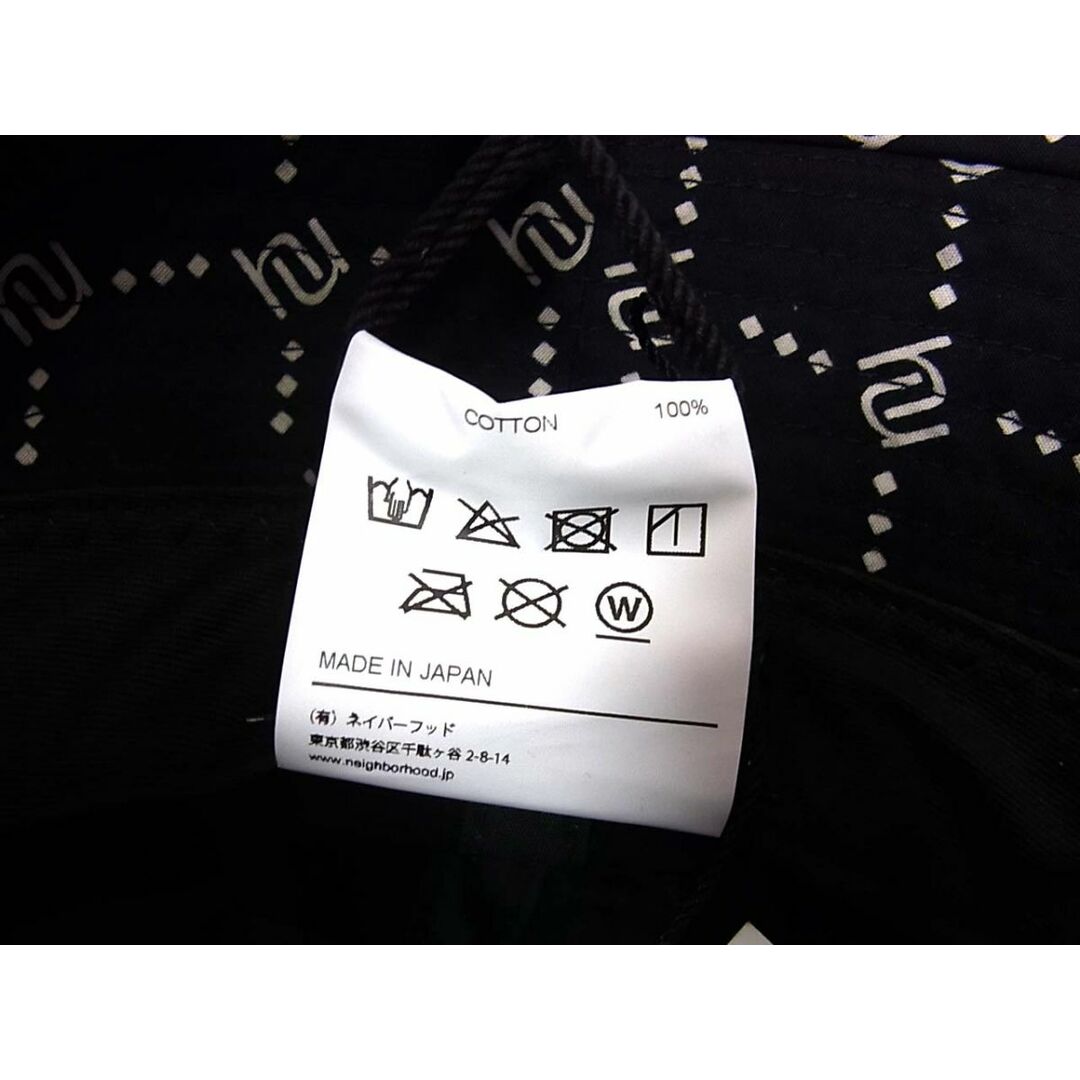 COTTON 100%
W
MADE IN JAPAN
(有) ネイバーフッド
東京都渋谷区千駄ヶ谷 2-8-14
www.neighborhood.jp